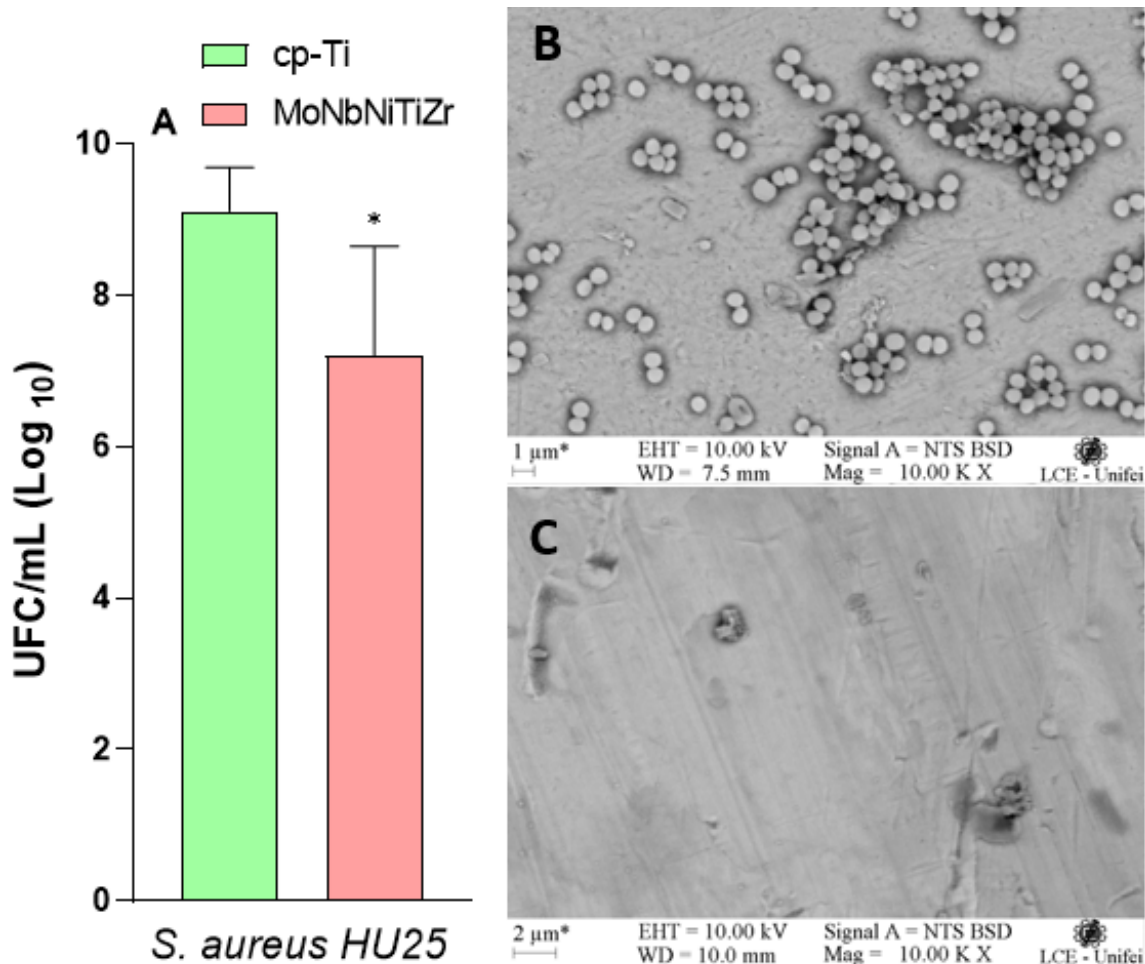 cp-Ti
MoNbNiTiZr
A
10
8
6
4
2
0
UFC/mL (Log 10)
*
S. aureus HU25
B
1 µm*
EHT = 10.00 kV
Signal A = NTS BSD
WD = 7.5 mm
Mag = 10.00 K X
LCE - Unifei
C
2 µm*
EHT = 10.00 kV
Signal A = NTS BSD
WD = 10.0 mm
Mag = 10.00 K X
LCE - Unifei